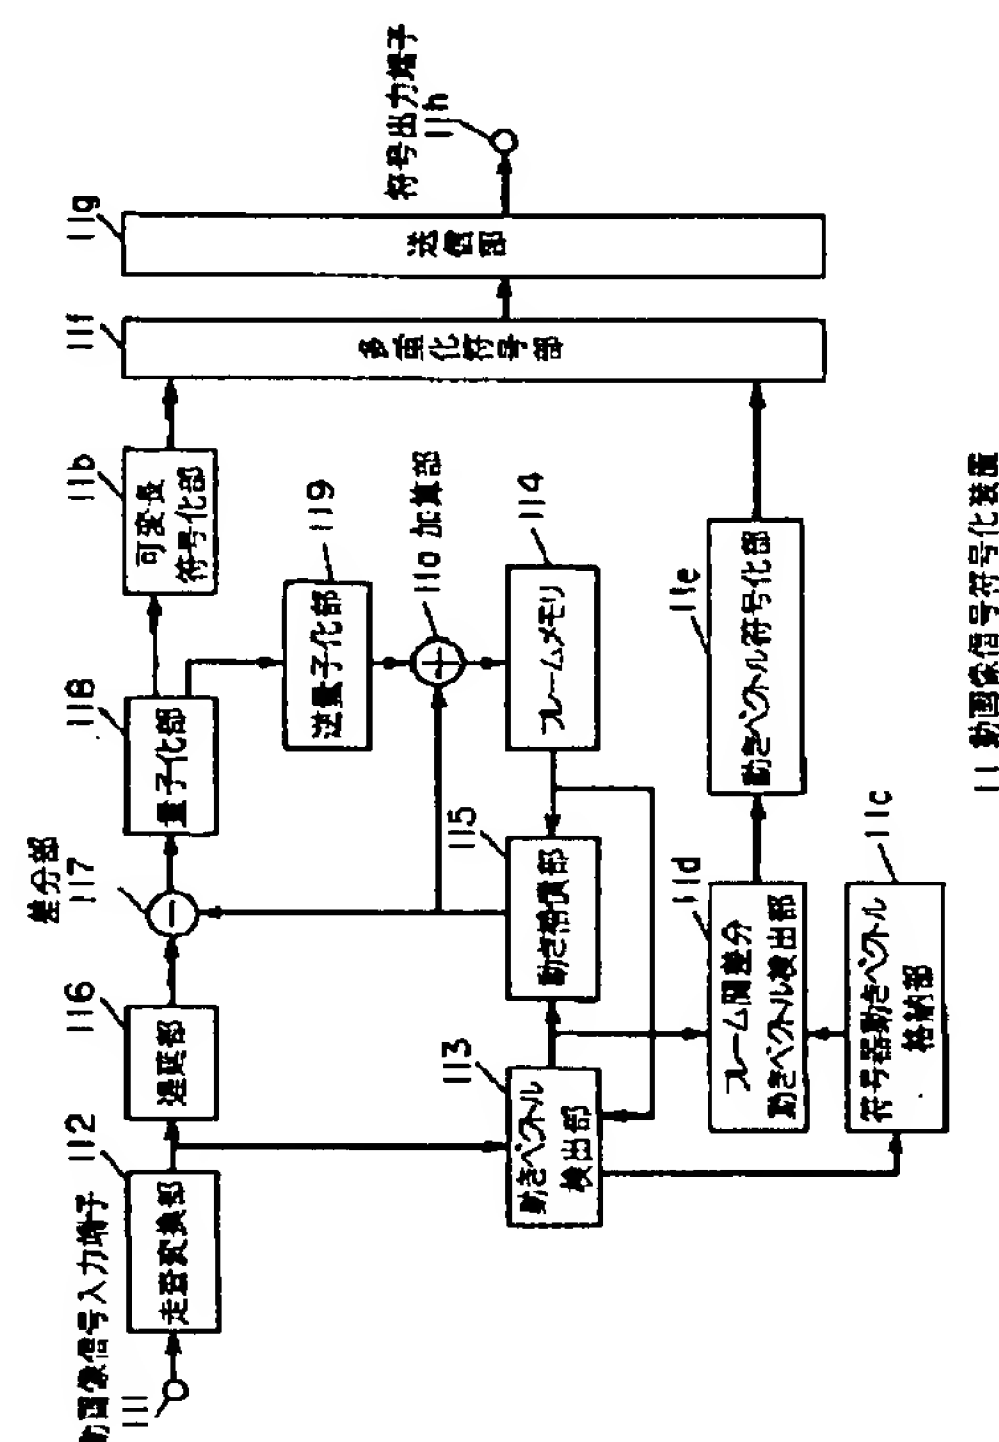 動画像信号入力端子
111
112
走査変換部
116
遅延部
差分部
117
118
量子化部
11b
可変長
符号化部
11f
多重化符号部
11g
送信部
符号出力端子
11h
119
逆量子化部
11a 加算部
114
フレームメモリ
115
動き補償部
113
動きベクトル
検出部
11d
フレーム間差分
動きベクトル検出部
11e
動きベクトル符号化部
11c
符号器動きベクトル
格納部
11 動画像信号符号化装置